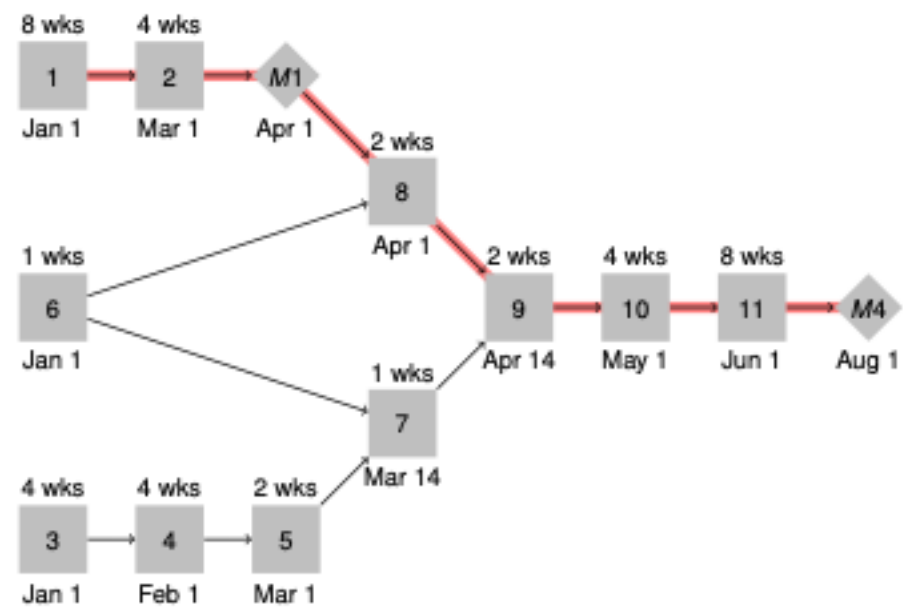 8 wks
4 wks
1
2
M1
Jan 1
Mar 1
Apr 1
2 wks
8
Apr 1
1 wks
2 wks
4 wks
8 wks
6
9
10
11
M4
Jan 1
Apr 14
May 1
Jun 1
Aug 1
1 wks
7
Mar 14
4 wks
4 wks
2 wks
3
4
5
Jan 1
Feb 1
Mar 1